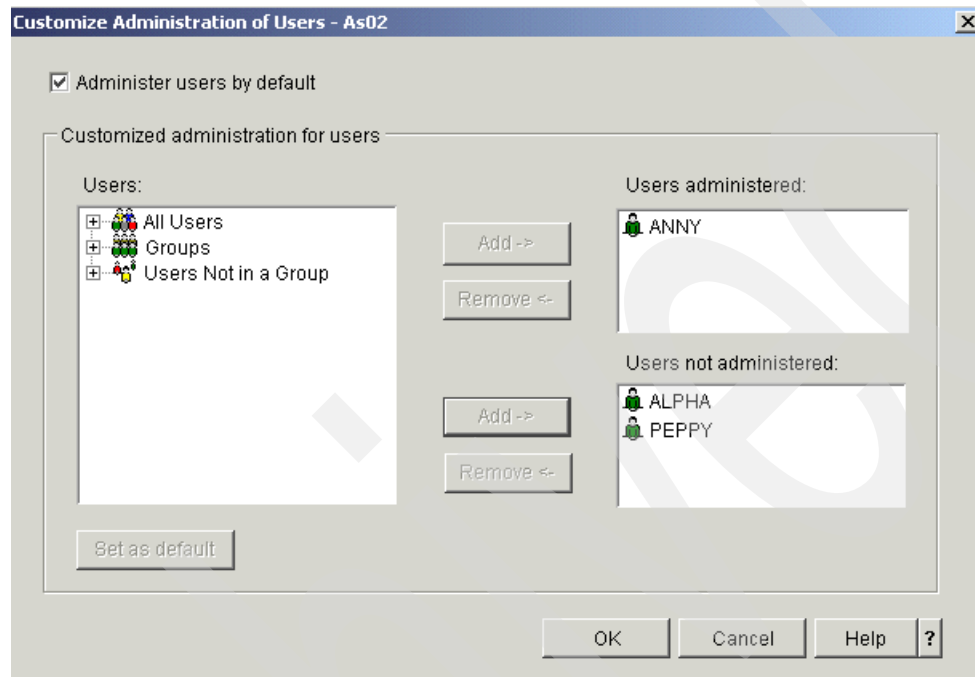 Customize Administration of Users - As02
Administer users by default
Customized administration for users
Users:
All Users
Groups
Users Not in a Group
Add ->
Remove <-
Users administered:
ANNY
Add ->
Remove <-
Users not administered:
ALPHA
PEPPY
Set as default
OK
Cancel
Help
?